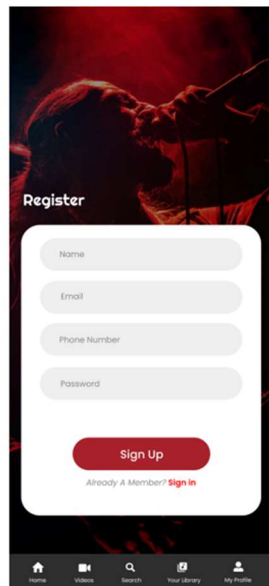 Register
Name
Email
Phone Number
Password
Sign Up
Already A Member? Sign in
Home Videos Search Your Library My Profile